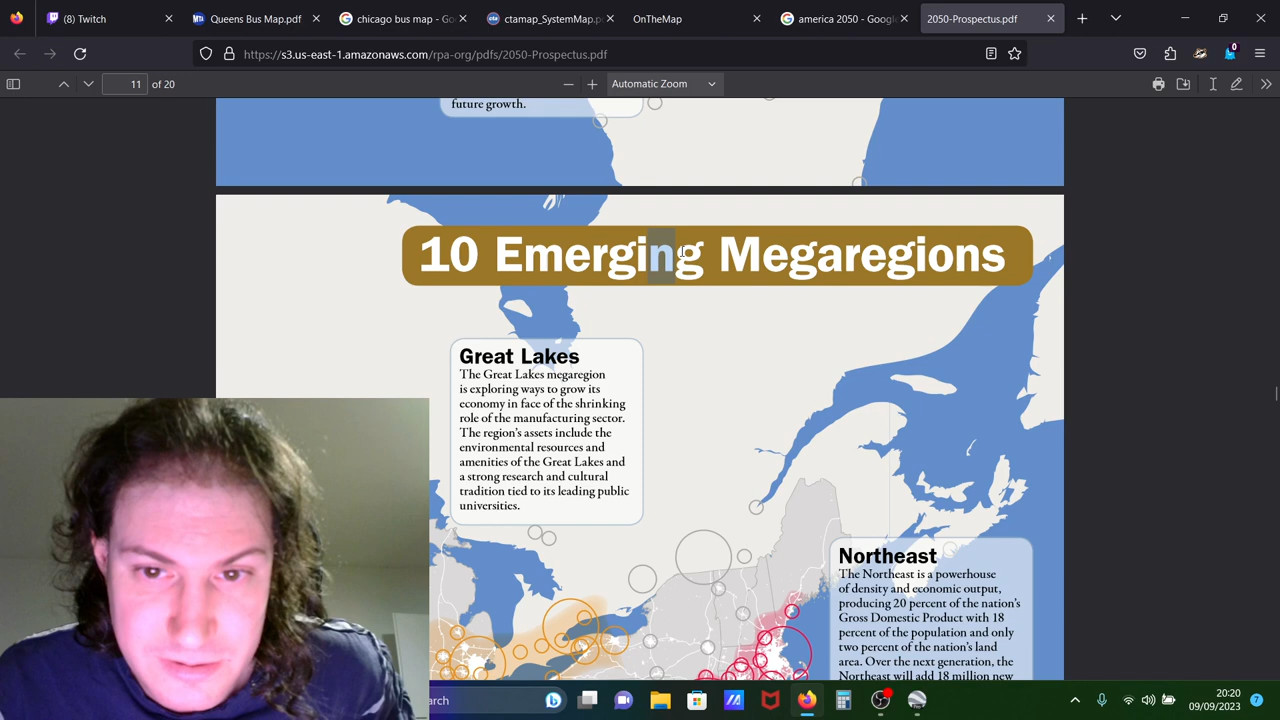 Twitch
Queens Bus Map.pdf
chicago bus map - Go
ctamap_SystemMap.p
OnTheMap
america 2050 - Google
2050-Prospectus.pdf
https://s3.us-east-1.amazonaws.com/rpa-org/pdfs/2050-Prospectus.pdf
0
11 of 20
Automatic Zoom
future growth.
10 Emerging Megaregions
Great Lakes
The Great Lakes megaregion
is exploring ways to grow its
economy in face of the shrinking
role of the manufacturing sector.
The region's assets include the
environmental resources and
amenities of the Great Lakes and
a strong research and cultural
tradition tied to its leading public
universities.
Northeast
The Northeast is a powerhouse
of density and economic output,
producing 20 percent of the nation's
Gross Domestic Product with 18
percent of the population and only
two percent of the nation's land
area. Over the next generation, the
Northeast will add 18 million new
earch
20:20
09/09/2023
7